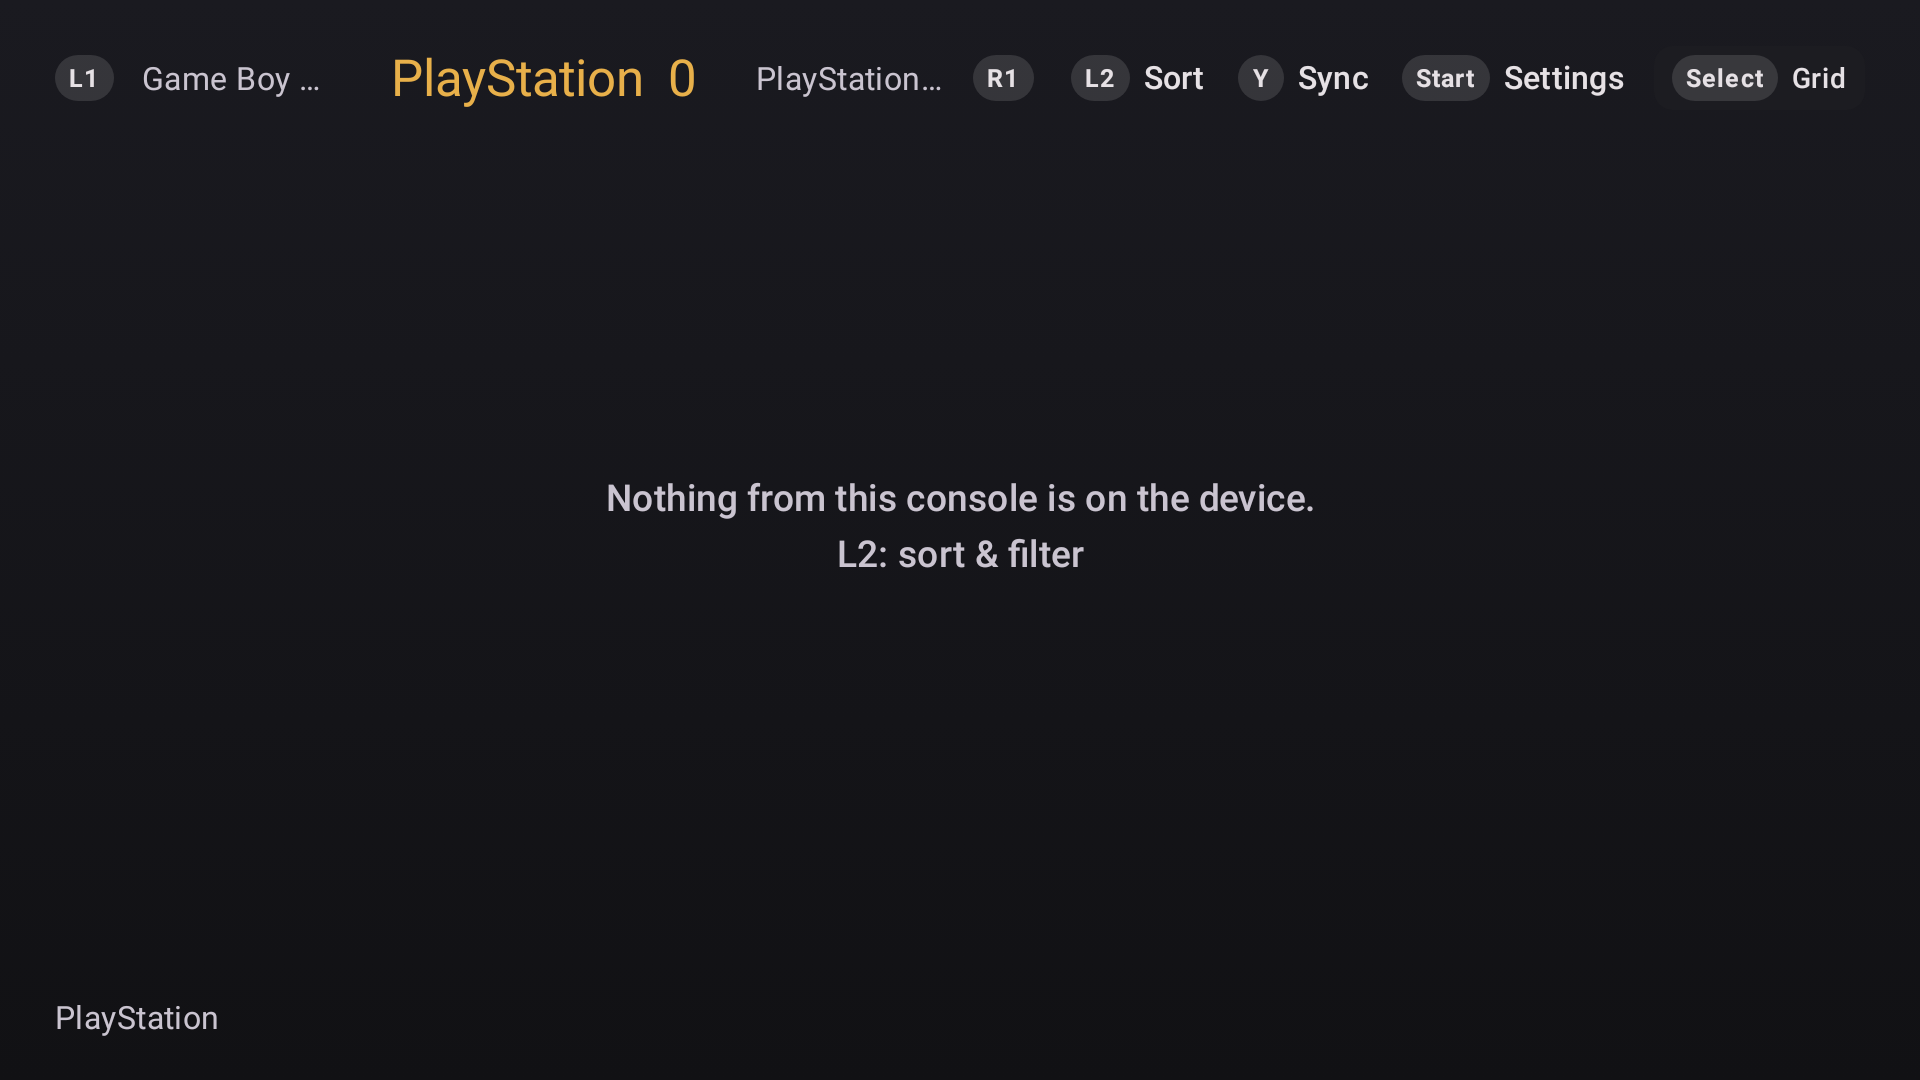 L1 Game Boy ... PlayStation 0 PlayStation... R1 L2 Sort Y Sync Start Settings Select Grid
Nothing from this console is on the device.
L2: sort & filter
PlayStation